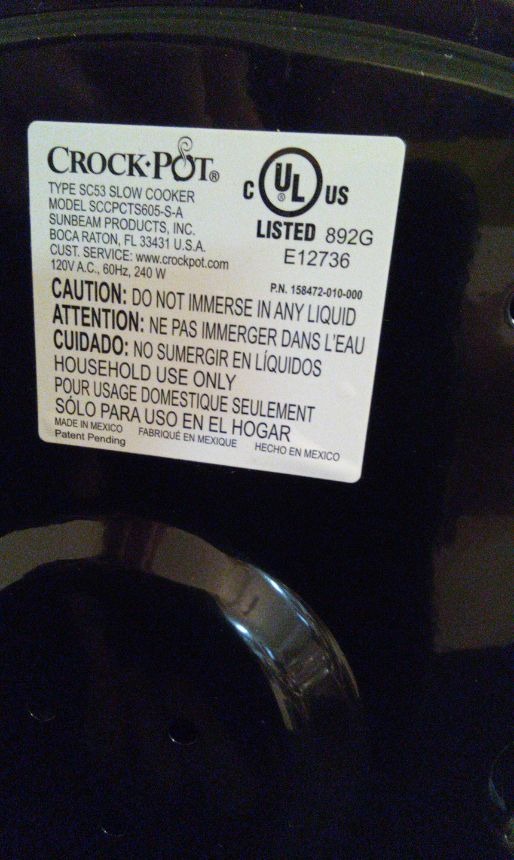 CROCK·POT®
TYPE SC53 SLOW COOKER
MODEL SCCPCTS605-S-A
SUNBEAM PRODUCTS, INC.
BOCA RATON, FL 33431 U.S.A.
CUST. SERVICE: www.crockpot.com
120V A.C., 60Hz, 240 W
C UL ® US
LISTED 892G
E12736
P.N. 158472-010-000
CAUTION: DO NOT IMMERSE IN ANY LIQUID
ATTENTION: NE PAS IMMERGER DANS L'EAU
CUIDADO: NO SUMERGIR EN LÍQUIDOS
HOUSEHOLD USE ONLY
POUR USAGE DOMESTIQUE SEULEMENT
SÓLO PARA USO EN EL HOGAR
MADE IN MEXICO FABRIQUÉ EN MEXIQUE HECHO EN MEXICO
Patent Pending